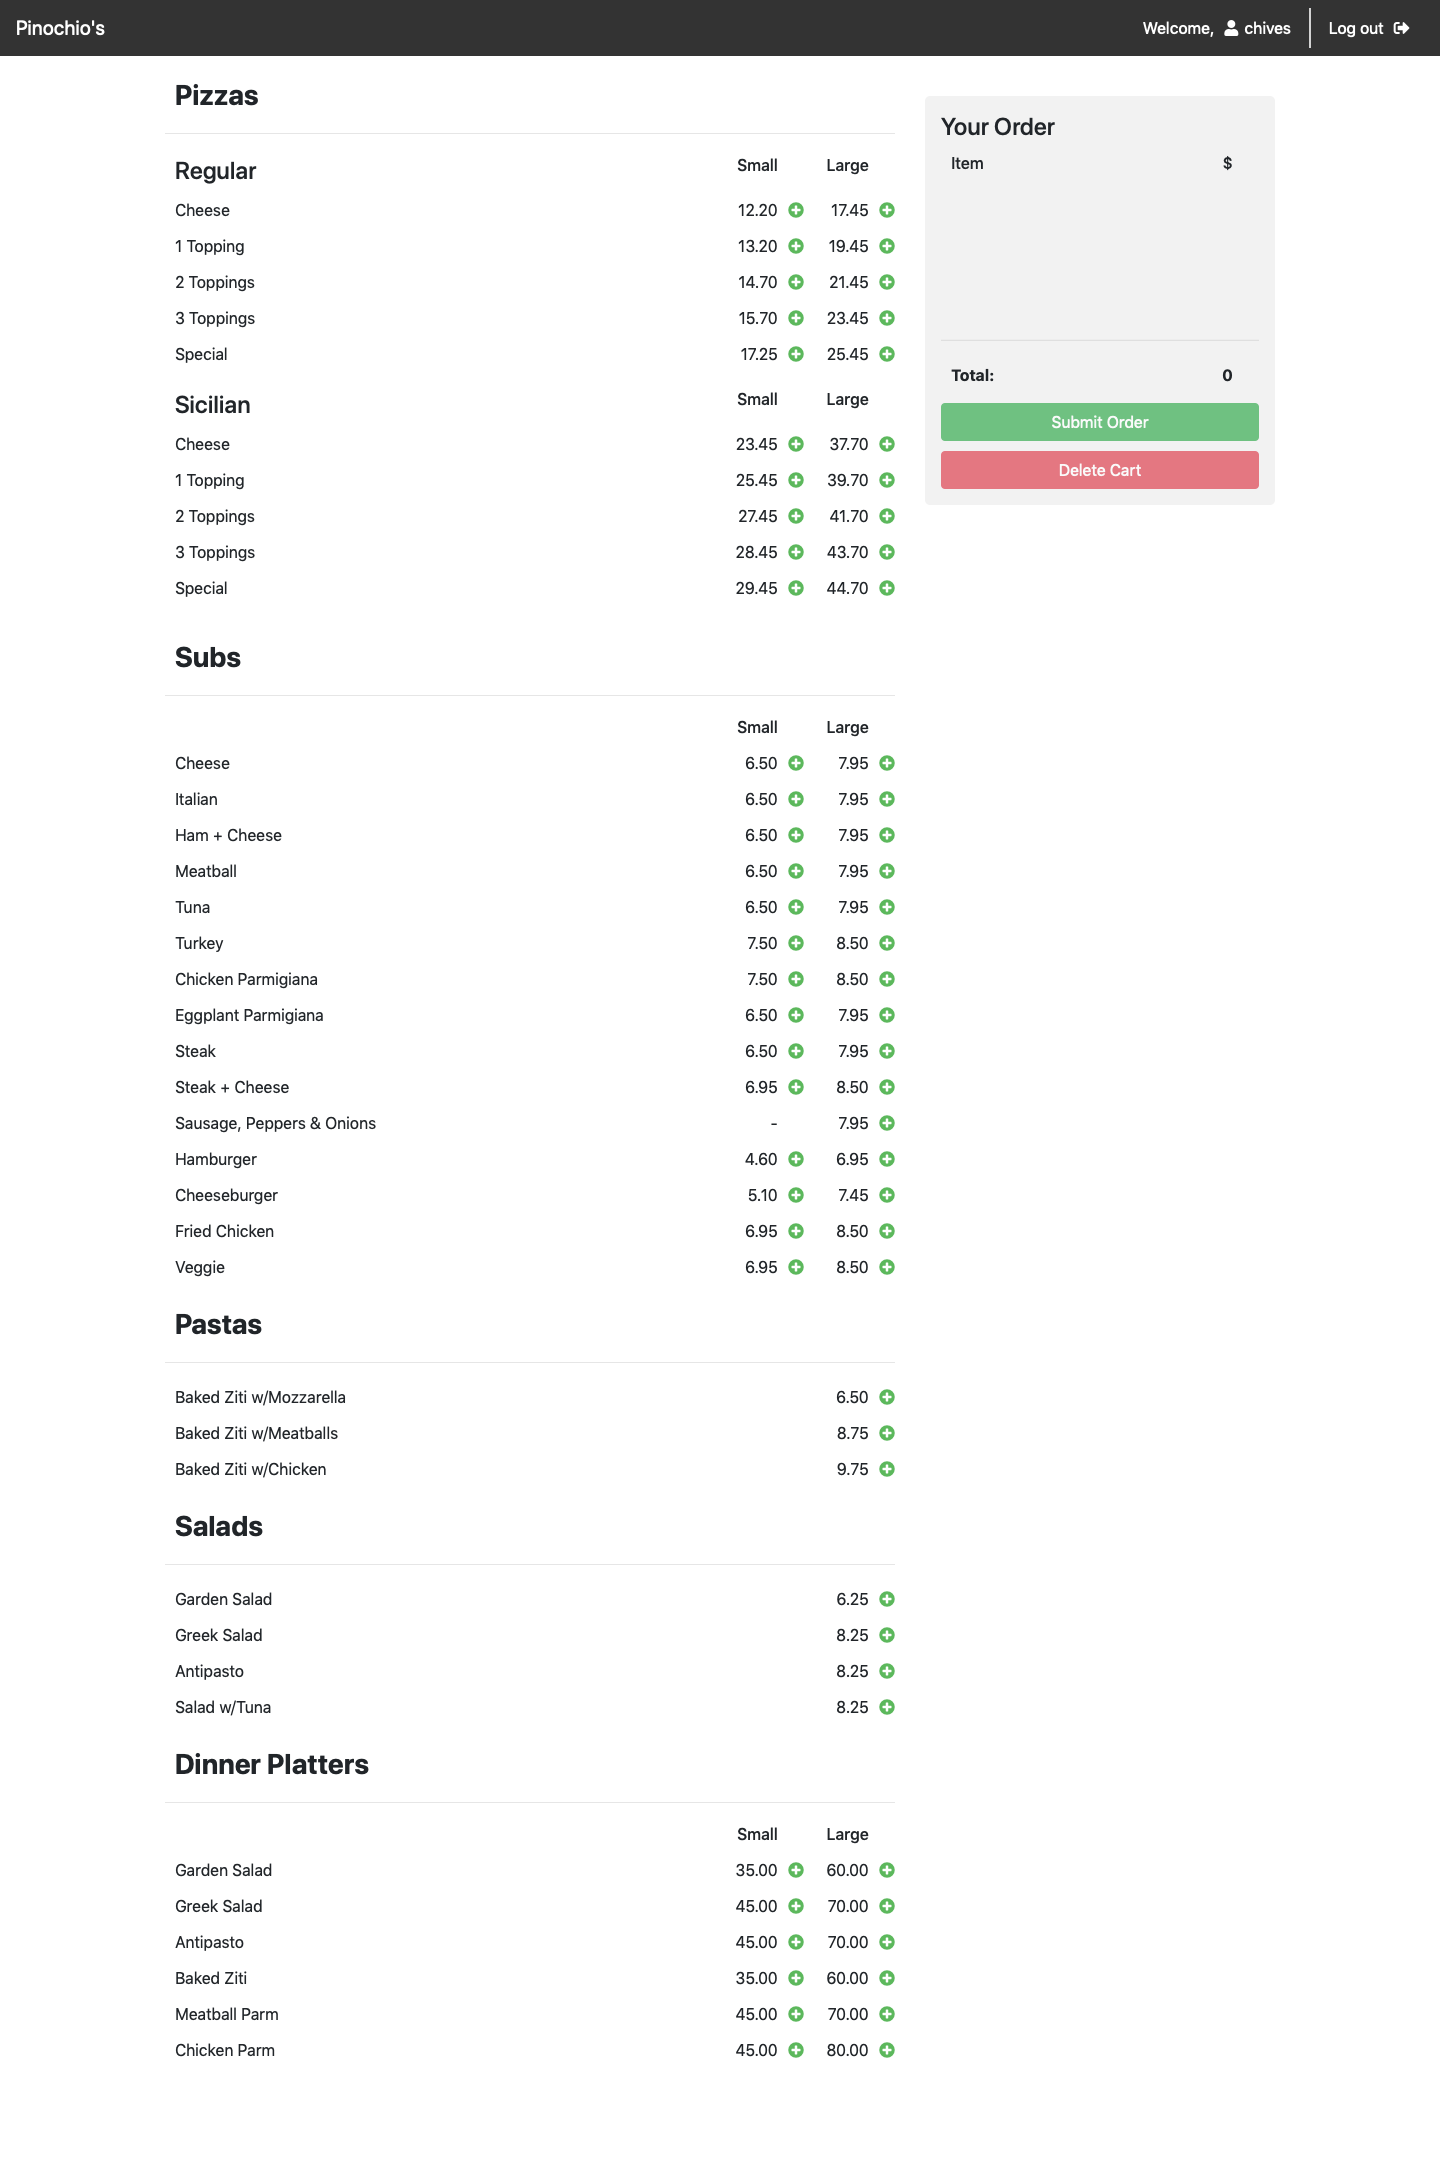 Pinochio's
Welcome, chives Log out
Pizzas
Regular Small Large
Cheese 12.20 17.45
1 Topping 13.20 19.45
2 Toppings 14.70 21.45
3 Toppings 15.70 23.45
Special 17.25 25.45
Sicilian Small Large
Cheese 23.45 37.70
1 Topping 25.45 39.70
2 Toppings 27.45 41.70
3 Toppings 28.45 43.70
Special 29.45 44.70
Subs
Small Large
Cheese 6.50 7.95
Italian 6.50 7.95
Ham + Cheese 6.50 7.95
Meatball 6.50 7.95
Tuna 6.50 7.95
Turkey 7.50 8.50
Chicken Parmigiana 7.50 8.50
Eggplant Parmigiana 6.50 7.95
Steak 6.50 7.95
Steak + Cheese 6.95 8.50
Sausage, Peppers & Onions - 7.95
Hamburger 4.60 6.95
Cheeseburger 5.10 7.45
Fried Chicken 6.95 8.50
Veggie 6.95 8.50
Pastas
Baked Ziti w/Mozzarella 6.50
Baked Ziti w/Meatballs 8.75
Baked Ziti w/Chicken 9.75
Salads
Garden Salad 6.25
Greek Salad 8.25
Antipasto 8.25
Salad w/Tuna 8.25
Dinner Platters
Small Large
Garden Salad 35.00 60.00
Greek Salad 45.00 70.00
Antipasto 45.00 70.00
Baked Ziti 35.00 60.00
Meatball Parm 45.00 70.00
Chicken Parm 45.00 80.00
Your Order
Item $
Total: 0
Submit Order
Delete Cart